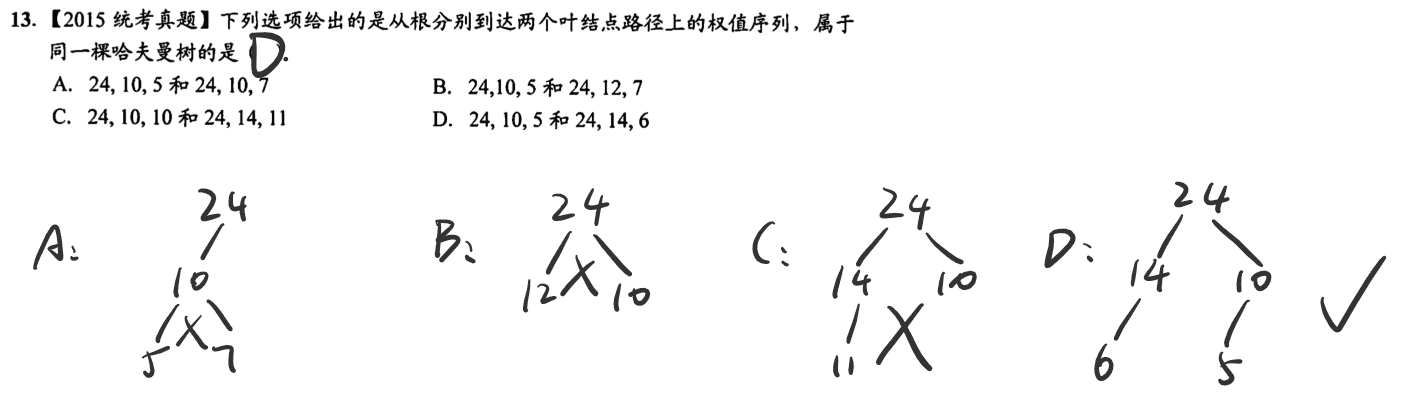 13.【2015 统考真题】下列选项给出的是从根分别到达两个叶结点路径上的权值序列，属于
同一棵哈夫曼树的是 D.
A. 24, 10, 5 和 24, 10, 7 B. 24,10, 5 和 24, 12, 7
C. 24, 10, 10 和 24, 14, 11 D. 24, 10, 5 和 24, 14, 6
A: 24
10
5 X 7
B: 24
12 X 10
C: 24
14 10
11 X
D: 24
14 10 ✓
6 5